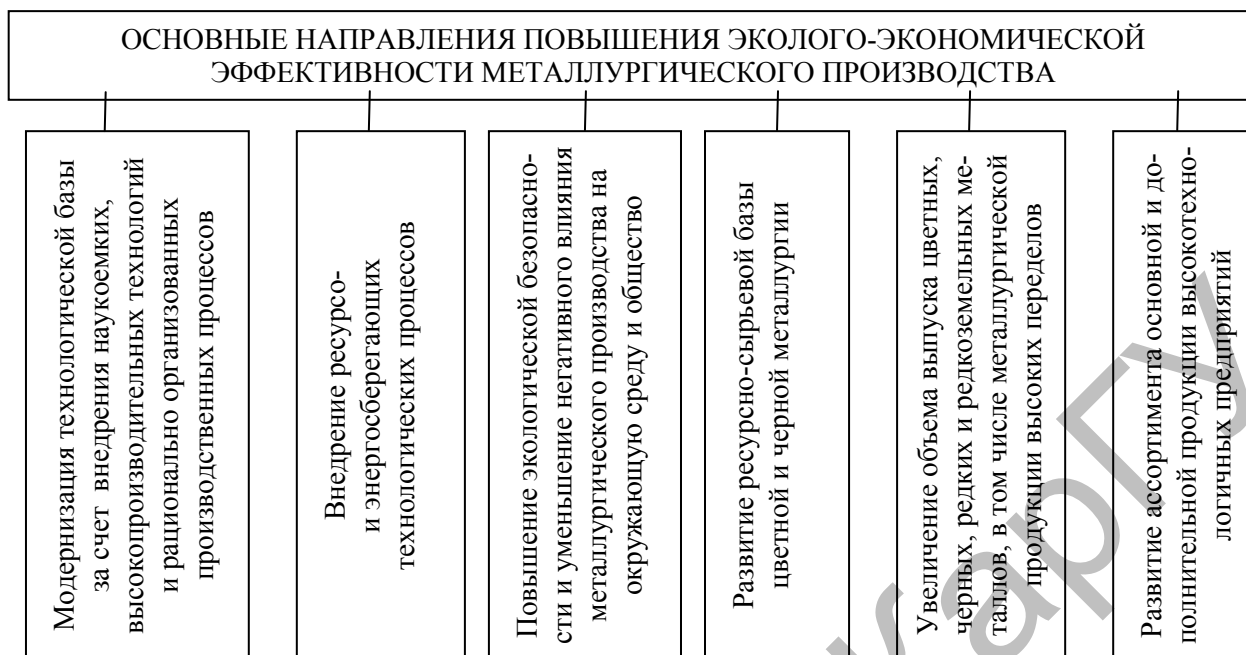 ОСНОВНЫЕ НАПРАВЛЕНИЯ ПОВЫШЕНИЯ ЭКОЛОГО-ЭКОНОМИЧЕСКОЙ
ЭФФЕКТИВНОСТИ МЕТАЛЛУРГИЧЕСКОГО ПРОИЗВОДСТВА
Модернизация технологической базы
за счет внедрения наукоемких,
высокопроизводительных технологий
и рационально организованных
производственных процессов
Внедрение ресурсо-
и энергосберегающих
технологических процессов
Повышение экологической безопасно-
сти и уменьшение негативного влияния
металлургического производства на
окружающую среду и общество
Развитие ресурсно-сырьевой базы
цветной и черной металлургии
Увеличение объема выпуска цветных,
черных, редких и редкоземельных ме-
таллов, в том числе металлургической
продукции высоких переделов
Развитие ассортимента основной и до-
полнительной продукции высокотехно-
логичных предприятий
КарГУ